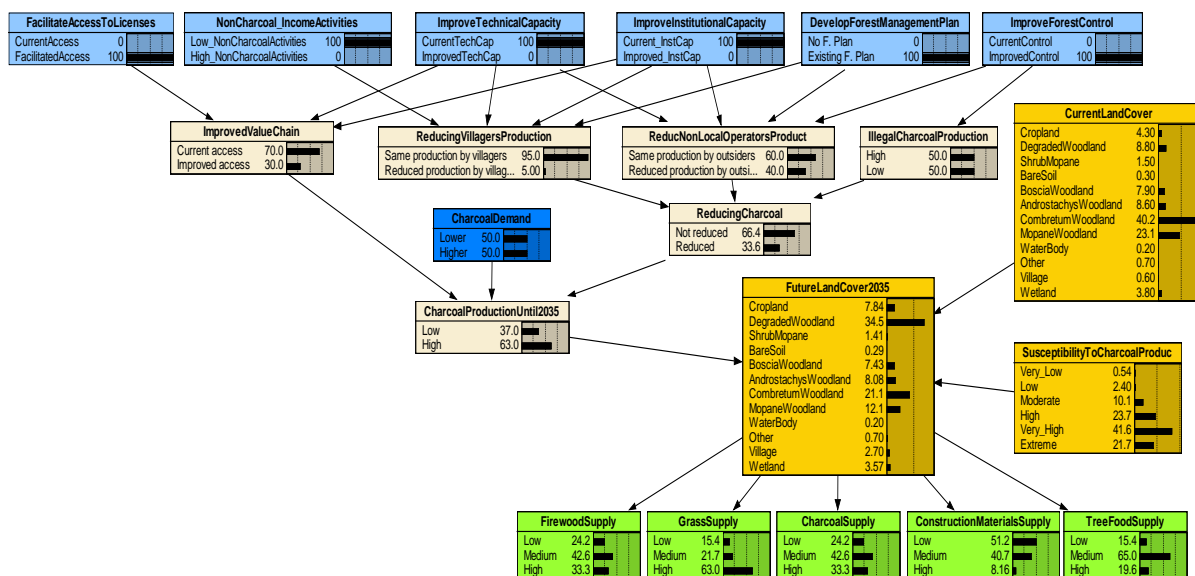 FacilitateAccessToLicenses
CurrentAccess 0
FacilitatedAccess 100
NonCharcoal_IncomeActivities
Low_NonCharcoalActivities 100
High_NonCharcoalActivities 0
ImproveTechnicalCapacity
CurrentTechCap 100
ImprovedTechCap 0
ImproveInstitutionalCapacity
Current_InstCap 100
Improved_InstCap 0
DevelopForestManagementPlan
No F. Plan 0
Existing F. Plan 100
ImproveForestControl
CurrentControl 0
ImprovedControl 100
ImprovedValueChain
Current access 70.0
Improved access 30.0
ReducingVillagersProduction
Same production by villagers 95.0
Reduced production by villag... 5.00
ReducNonLocalOperatorsProduct
Same production by outsiders 60.0
Reduced production by outsi... 40.0
IllegalCharcoalProduction
High 50.0
Low 50.0
CurrentLandCover
Cropland 4.30
DegradedWoodland 8.80
ShrubMopane 1.50
BareSoil 0.30
BosciaWoodland 7.90
AndrostachysWoodland 8.60
CombretumWoodland 40.2
MopaneWoodland 23.1
WaterBody 0.20
Other 0.70
Village 0.60
Wetland 3.80
CharcoalDemand
Lower 50.0
Higher 50.0
ReducingCharcoal
Not reduced 66.4
Reduced 33.6
CharcoalProductionUntil2035
Low 37.0
High 63.0
FutureLandCover2035
Cropland 7.84
DegradedWoodland 34.5
ShrubMopane 1.41
BareSoil 0.29
BosciaWoodland 7.43
AndrostachysWoodland 8.08
CombretumWoodland 21.1
MopaneWoodland 12.1
WaterBody 0.20
Other 0.70
Village 2.70
Wetland 3.57
SusceptibilityToCharcoalProduc
Very_Low 0.54
Low 2.40
Moderate 10.1
High 23.7
Very_High 41.6
Extreme 21.7
FirewoodSupply
Low 24.2
Medium 42.6
High 33.3
GrassSupply
Low 15.4
Medium 21.7
High 63.0
CharcoalSupply
Low 24.2
Medium 42.6
High 33.3
ConstructionMaterialsSupply
Low 51.2
Medium 40.7
High 8.16
TreeFoodSupply
Low 15.4
Medium 65.0
High 19.6